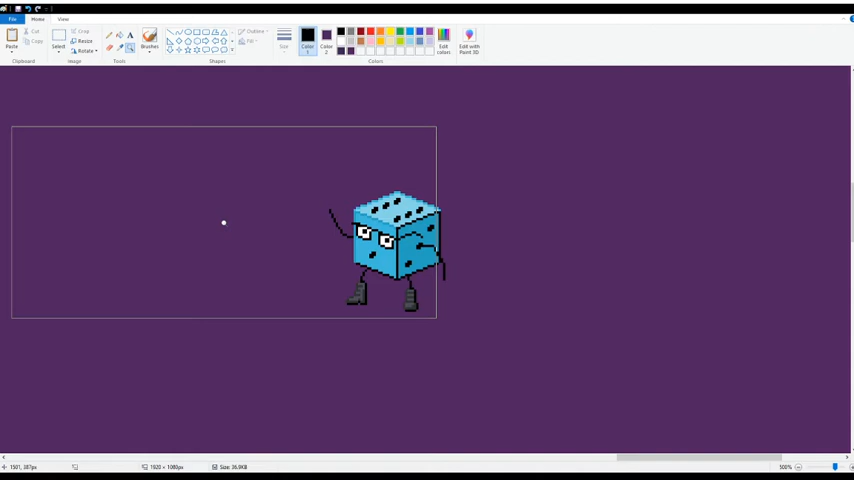 File Home View
Paste
Cut
Copy
Select
Crop
Resize
Rotate
A
Brushes
Outline
Fill
Size
Color
1
Color
2
Edit
colors
Edit with
Paint 3D
Clipboard Image Tools Shapes Colors
1501, 387px 1920 × 1080px Size: 36.9KB 500%